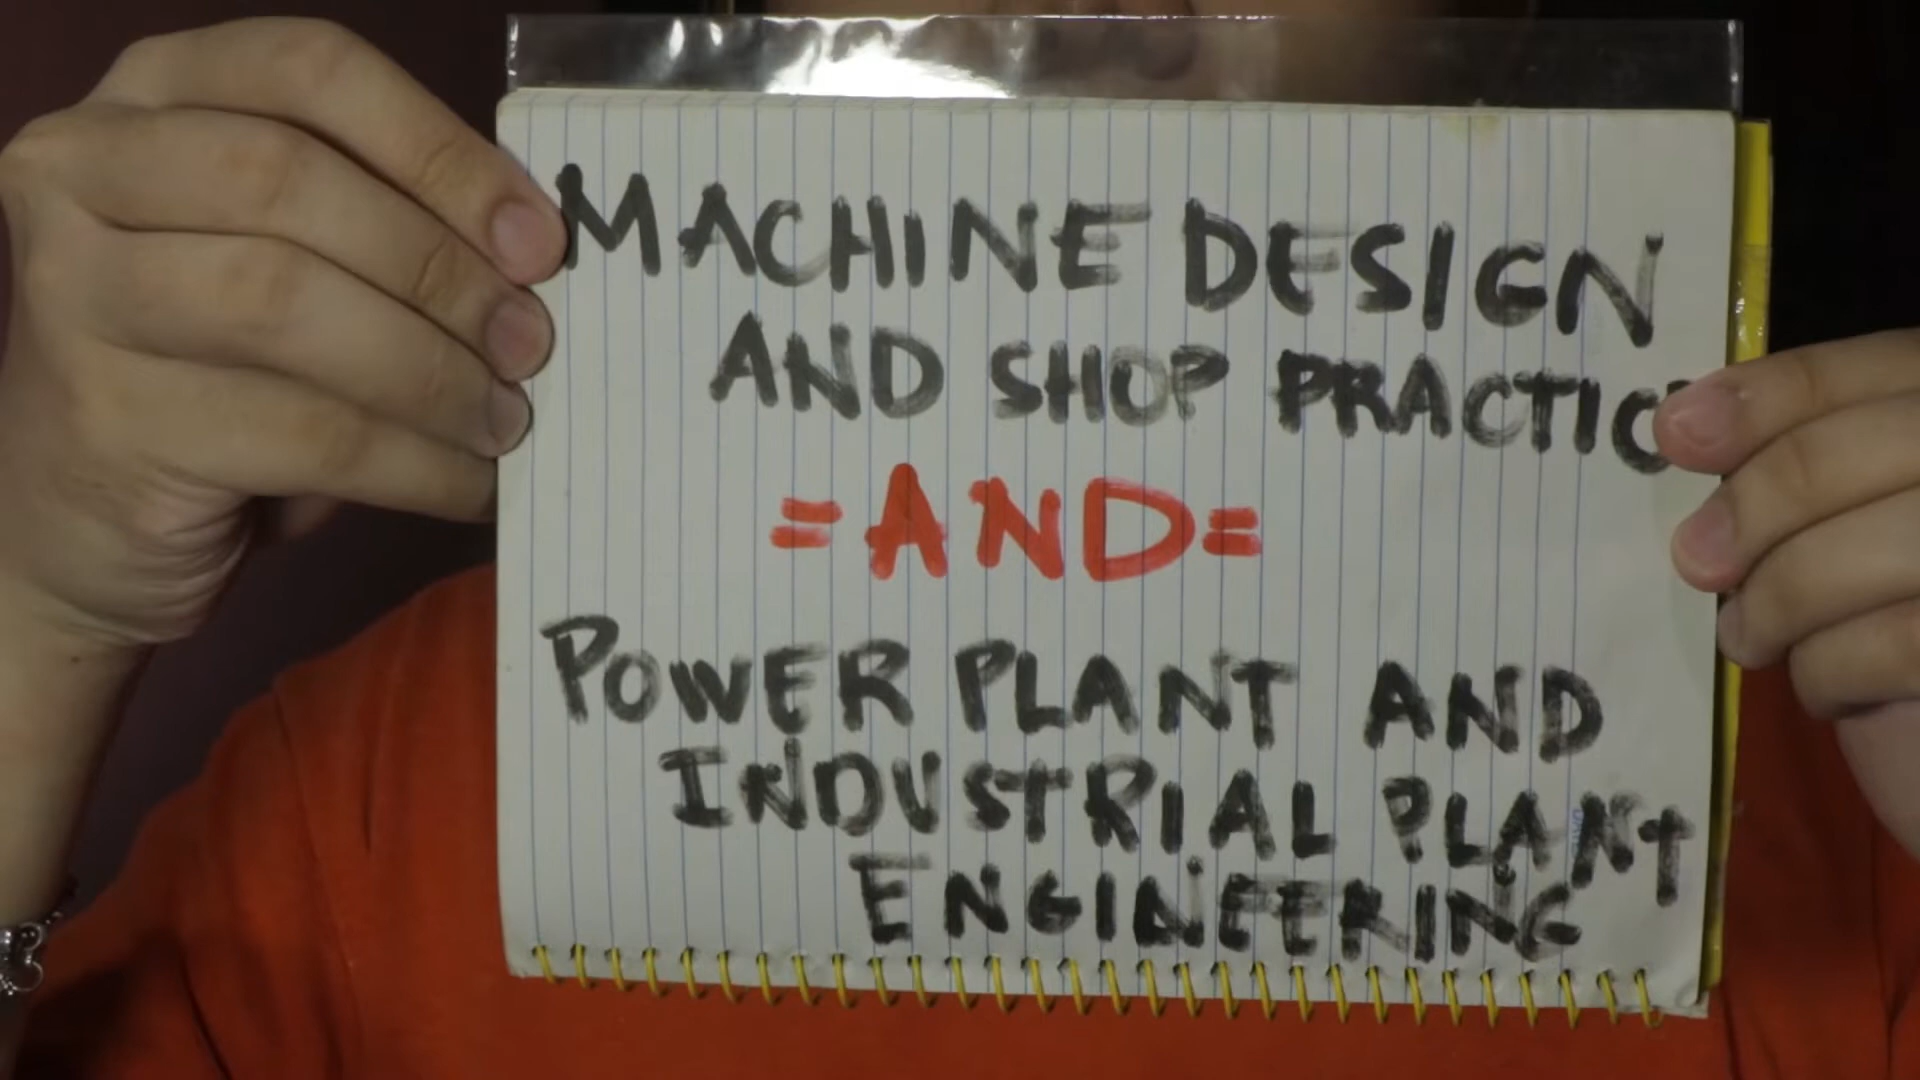 MACHINE DESIGN
AND SHOP PRACTIC
=AND=
POWER PLANT AND
INDUSTRIAL PLANT
ENGINEERING